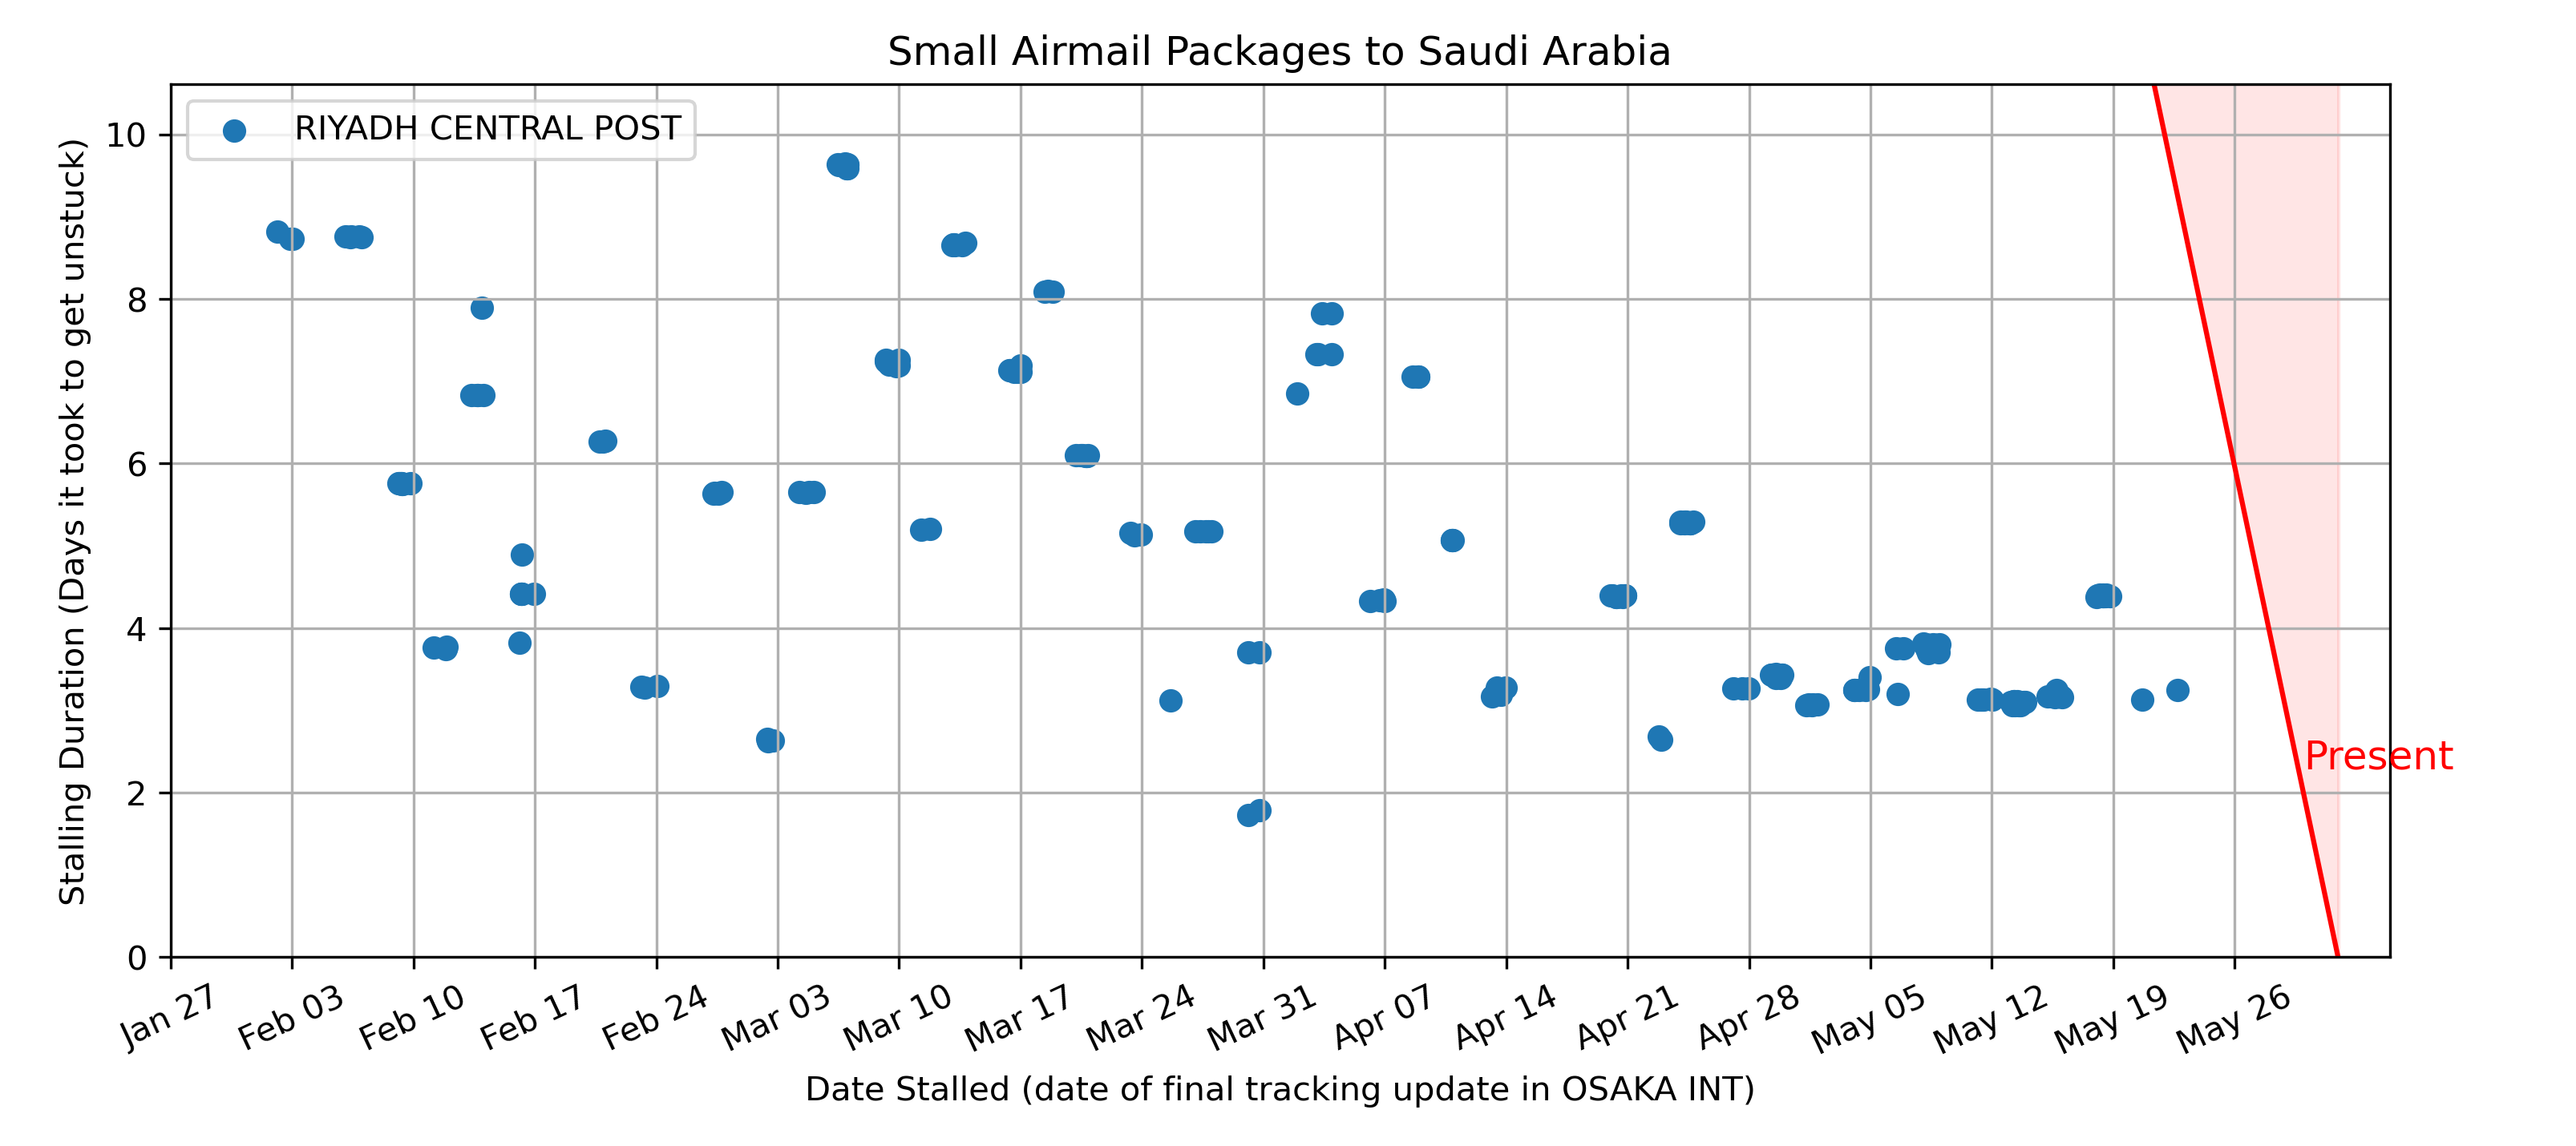 Small Airmail Packages to Saudi Arabia
RIYADH CENTRAL POST
Stalling Duration (Days it took to get unstuck)
10
8
6
4
2
0
Present
Jan 27
Feb 03
Feb 10
Feb 17
Feb 24
Mar 03
Mar 10
Mar 17
Mar 24
Mar 31
Apr 07
Apr 14
Apr 21
Apr 28
May 05
May 12
May 19
May 26
Date Stalled (date of final tracking update in OSAKA INT)